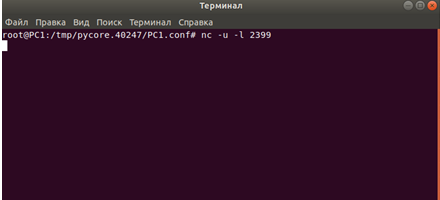 Терминал
Файл Правка Вид Поиск Терминал Справка
root@PC1:/tmp/pycore.40247/PC1.conf# nc -u -l 2399